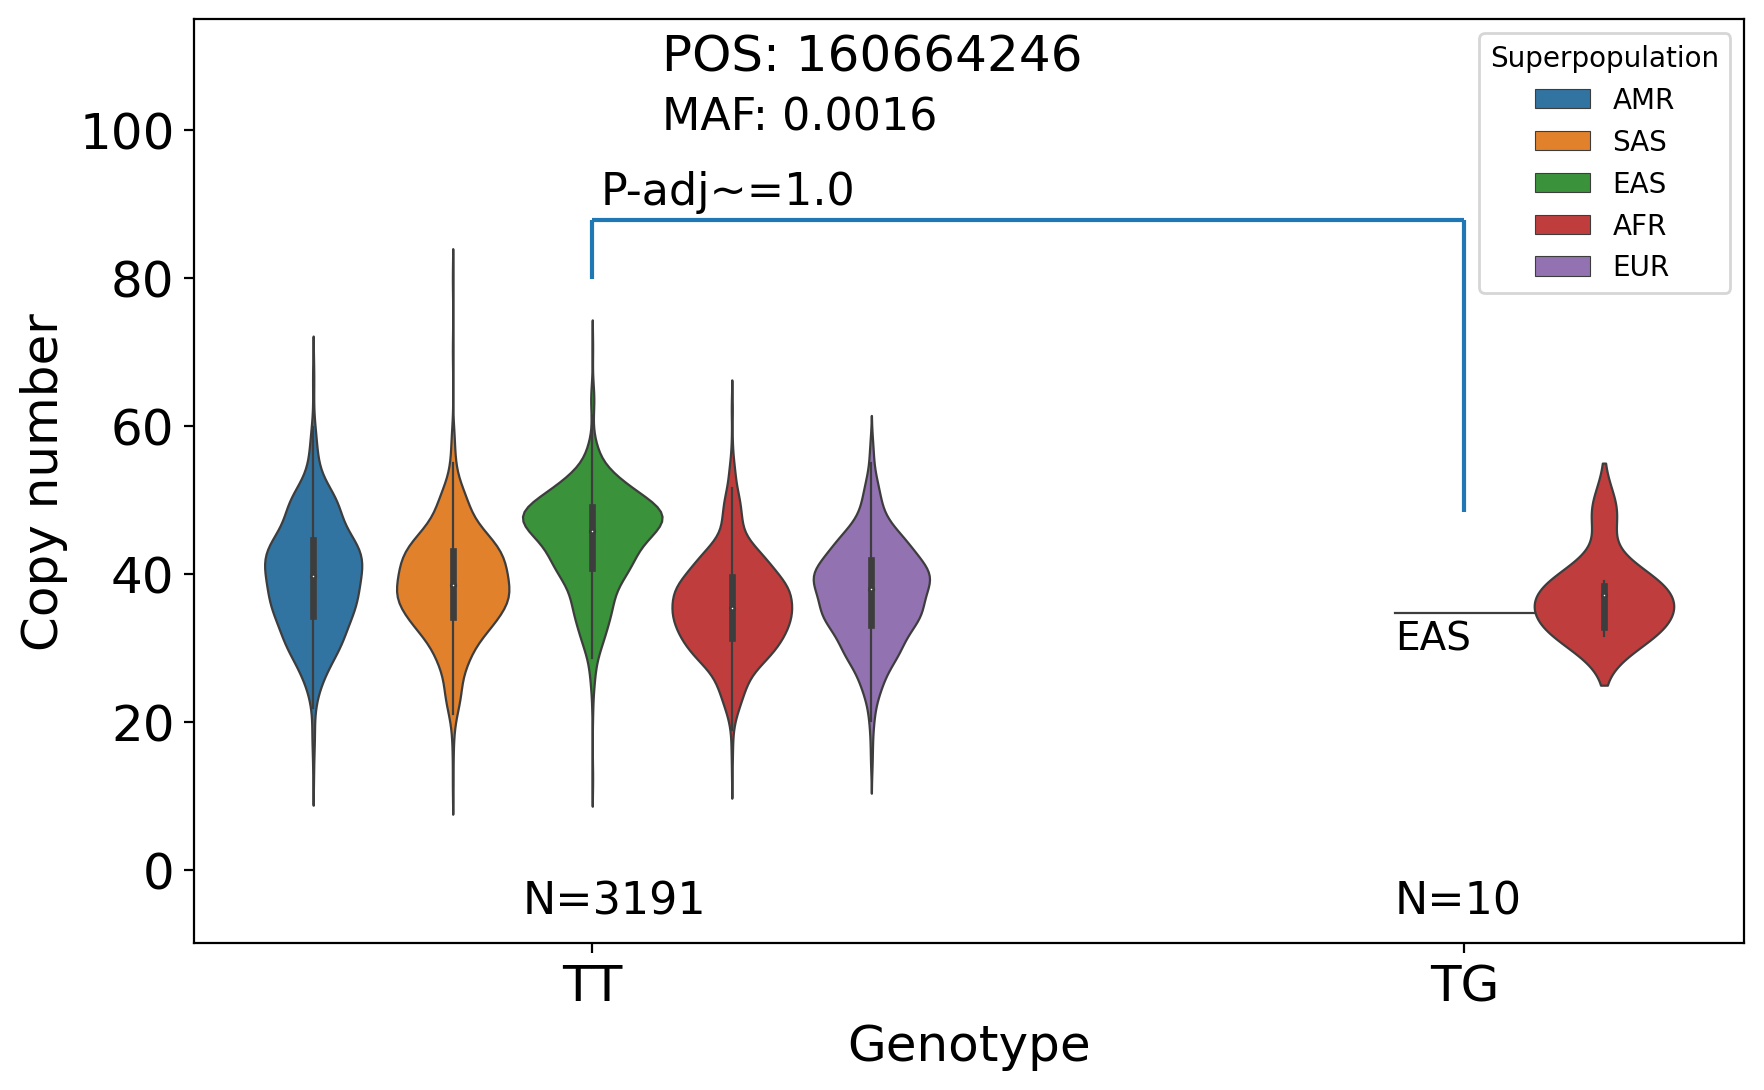 POS: 160664246
MAF: 0.0016
P-adj~=1.0
Superpopulation
AMR
SAS
EAS
AFR
EUR
Copy number
100
80
60
40
20
0
EAS
N=3191
N=10
TT
TG
Genotype